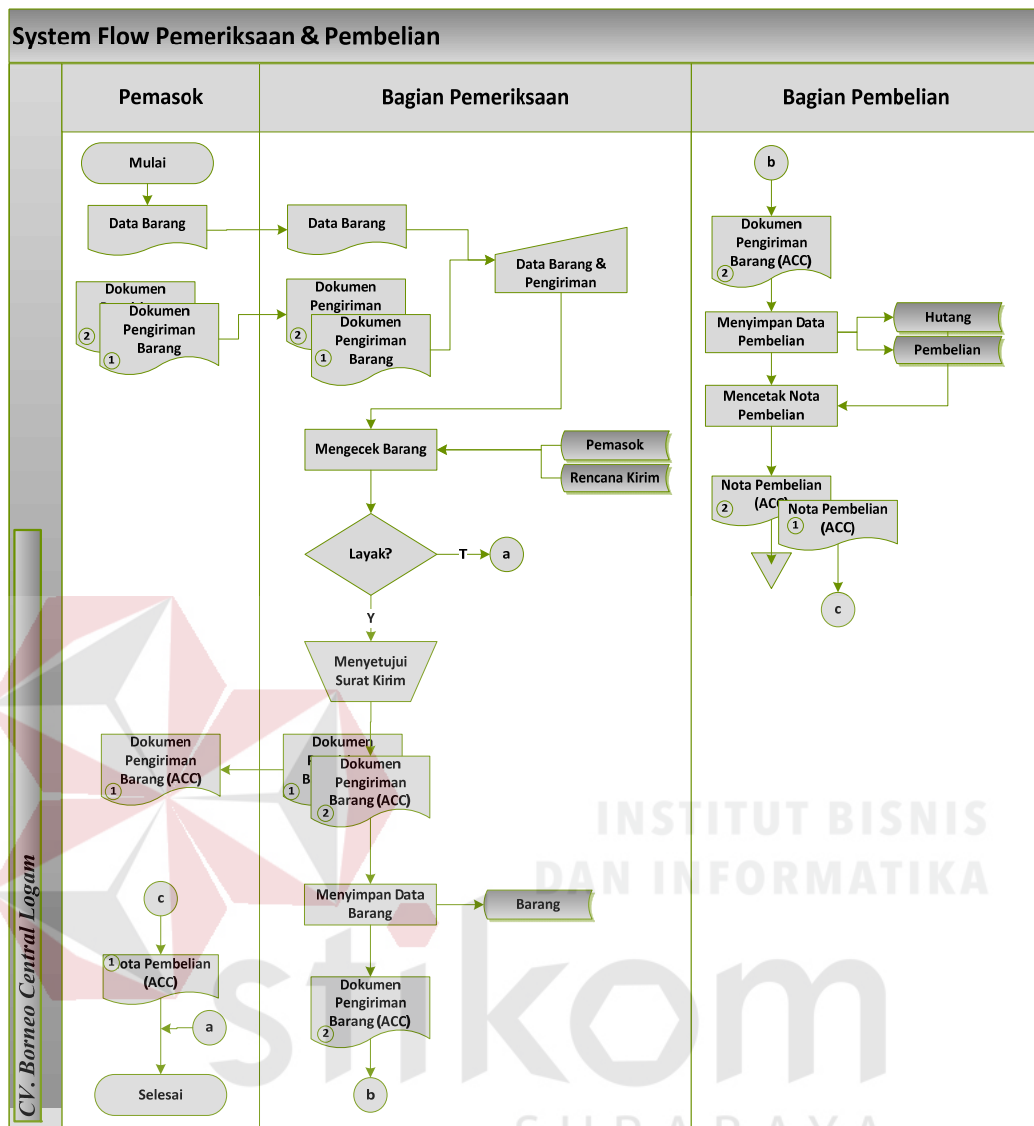 System Flow Pemeriksaan & Pembelian
Pemasok
Bagian Pemeriksaan
Bagian Pembelian
CV. Borneo Central Logam
Mulai
Data Barang
Dokumen
2
Dokumen
Pengiriman
Barang
1
c
1
ota Pembelian
(ACC)
a
Selesai
Dokumen
Pengiriman
Barang (ACC)
1
Data Barang
Dokumen
Pengiriman
2
Dokumen
Pengiriman
Barang
1
Data Barang &
Pengiriman
Mengecek Barang
Pemasok
Rencana Kirim
Layak?
T
a
Y
Menyetujui
Surat Kirim
Dokumen
1
Dokumen
Pengiriman
Barang (ACC)
2
Menyimpan Data
Barang
Barang
Dokumen
Pengiriman
Barang (ACC)
2
b
b
Dokumen
Pengiriman
Barang (ACC)
2
Menyimpan Data
Pembelian
Hutang
Pembelian
Mencetak Nota
Pembelian
Nota Pembelian
(ACC)
2
Nota Pembelian
(ACC)
1
c
INSTITUT BISNIS
DAN INFORMATIKA
stikom
SURABAYA